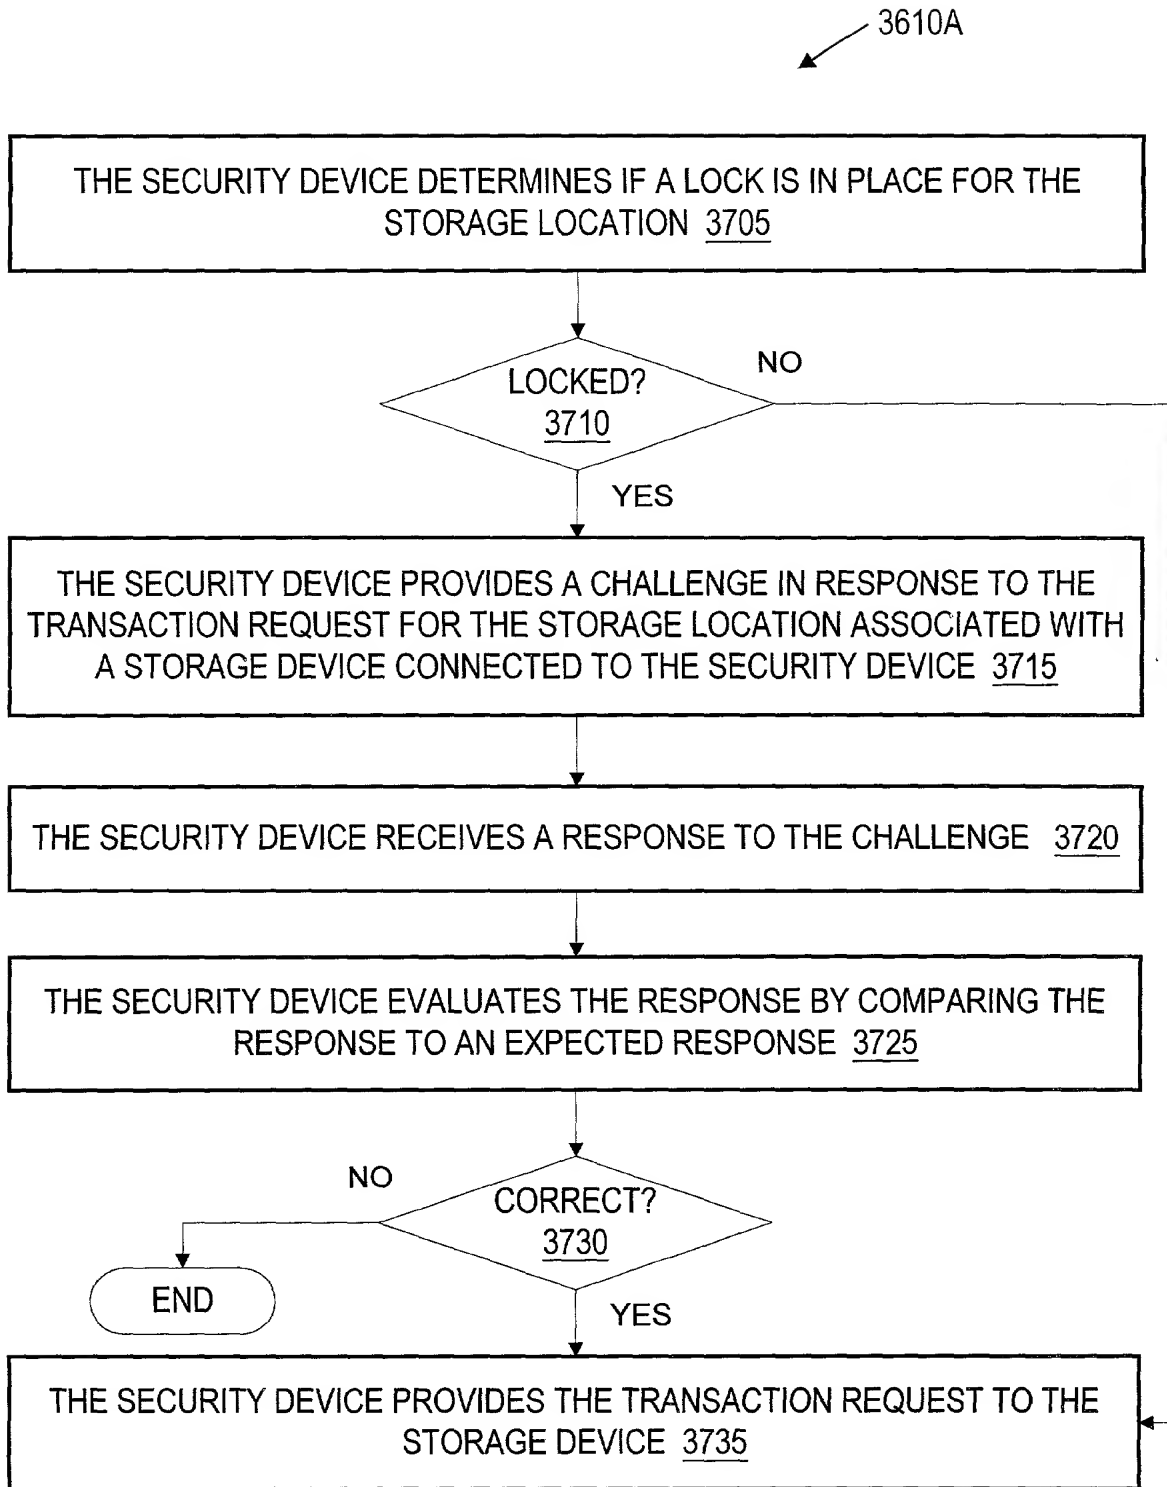 3610A
THE SECURITY DEVICE DETERMINES IF A LOCK IS IN PLACE FOR THE
STORAGE LOCATION 3705
LOCKED?
3710
NO
YES
THE SECURITY DEVICE PROVIDES A CHALLENGE IN RESPONSE TO THE
TRANSACTION REQUEST FOR THE STORAGE LOCATION ASSOCIATED WITH
A STORAGE DEVICE CONNECTED TO THE SECURITY DEVICE 3715
THE SECURITY DEVICE RECEIVES A RESPONSE TO THE CHALLENGE 3720
THE SECURITY DEVICE EVALUATES THE RESPONSE BY COMPARING THE
RESPONSE TO AN EXPECTED RESPONSE 3725
NO
CORRECT?
3730
END
YES
THE SECURITY DEVICE PROVIDES THE TRANSACTION REQUEST TO THE
STORAGE DEVICE 3735